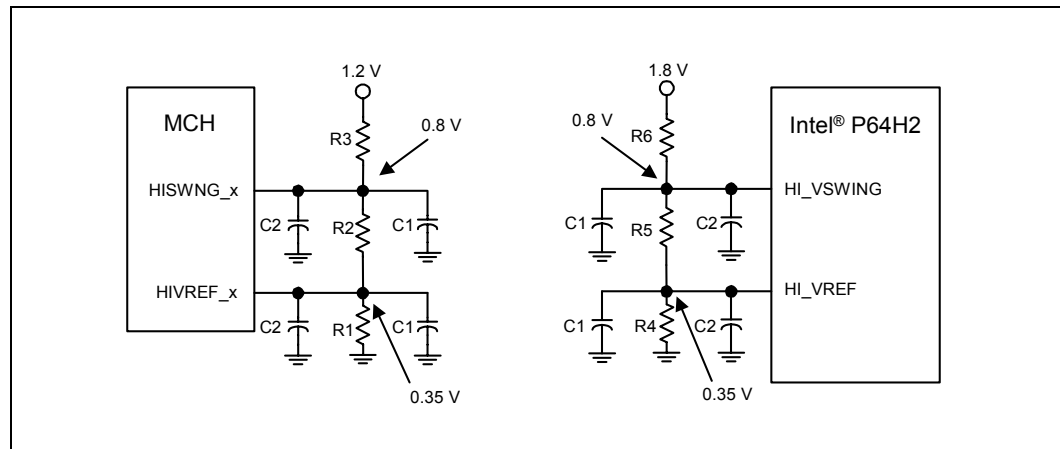 1.2 V
MCH
R3
0.8 V
HISWNG_x
C2
R2
C1
HIVREF_x
C2
R1
C1
0.35 V
1.8 V
Intel® P64H2
0.8 V
R6
HI_VSWING
C1
R5
C2
HI_VREF
C1
R4
C2
0.35 V